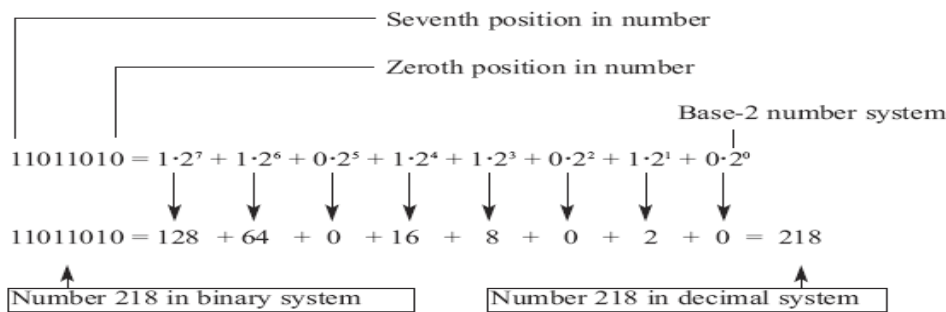 Seventh position in number
Zeroth position in number
Base-2 number system
11011010 = 1·2⁷ + 1·2⁶ + 0·2⁵ + 1·2⁴ + 1·2³ + 0·2² + 1·2¹ + 0·2⁰
11011010 = 128 + 64 + 0 + 16 + 8 + 0 + 2 + 0 = 218
Number 218 in binary system Number 218 in decimal system